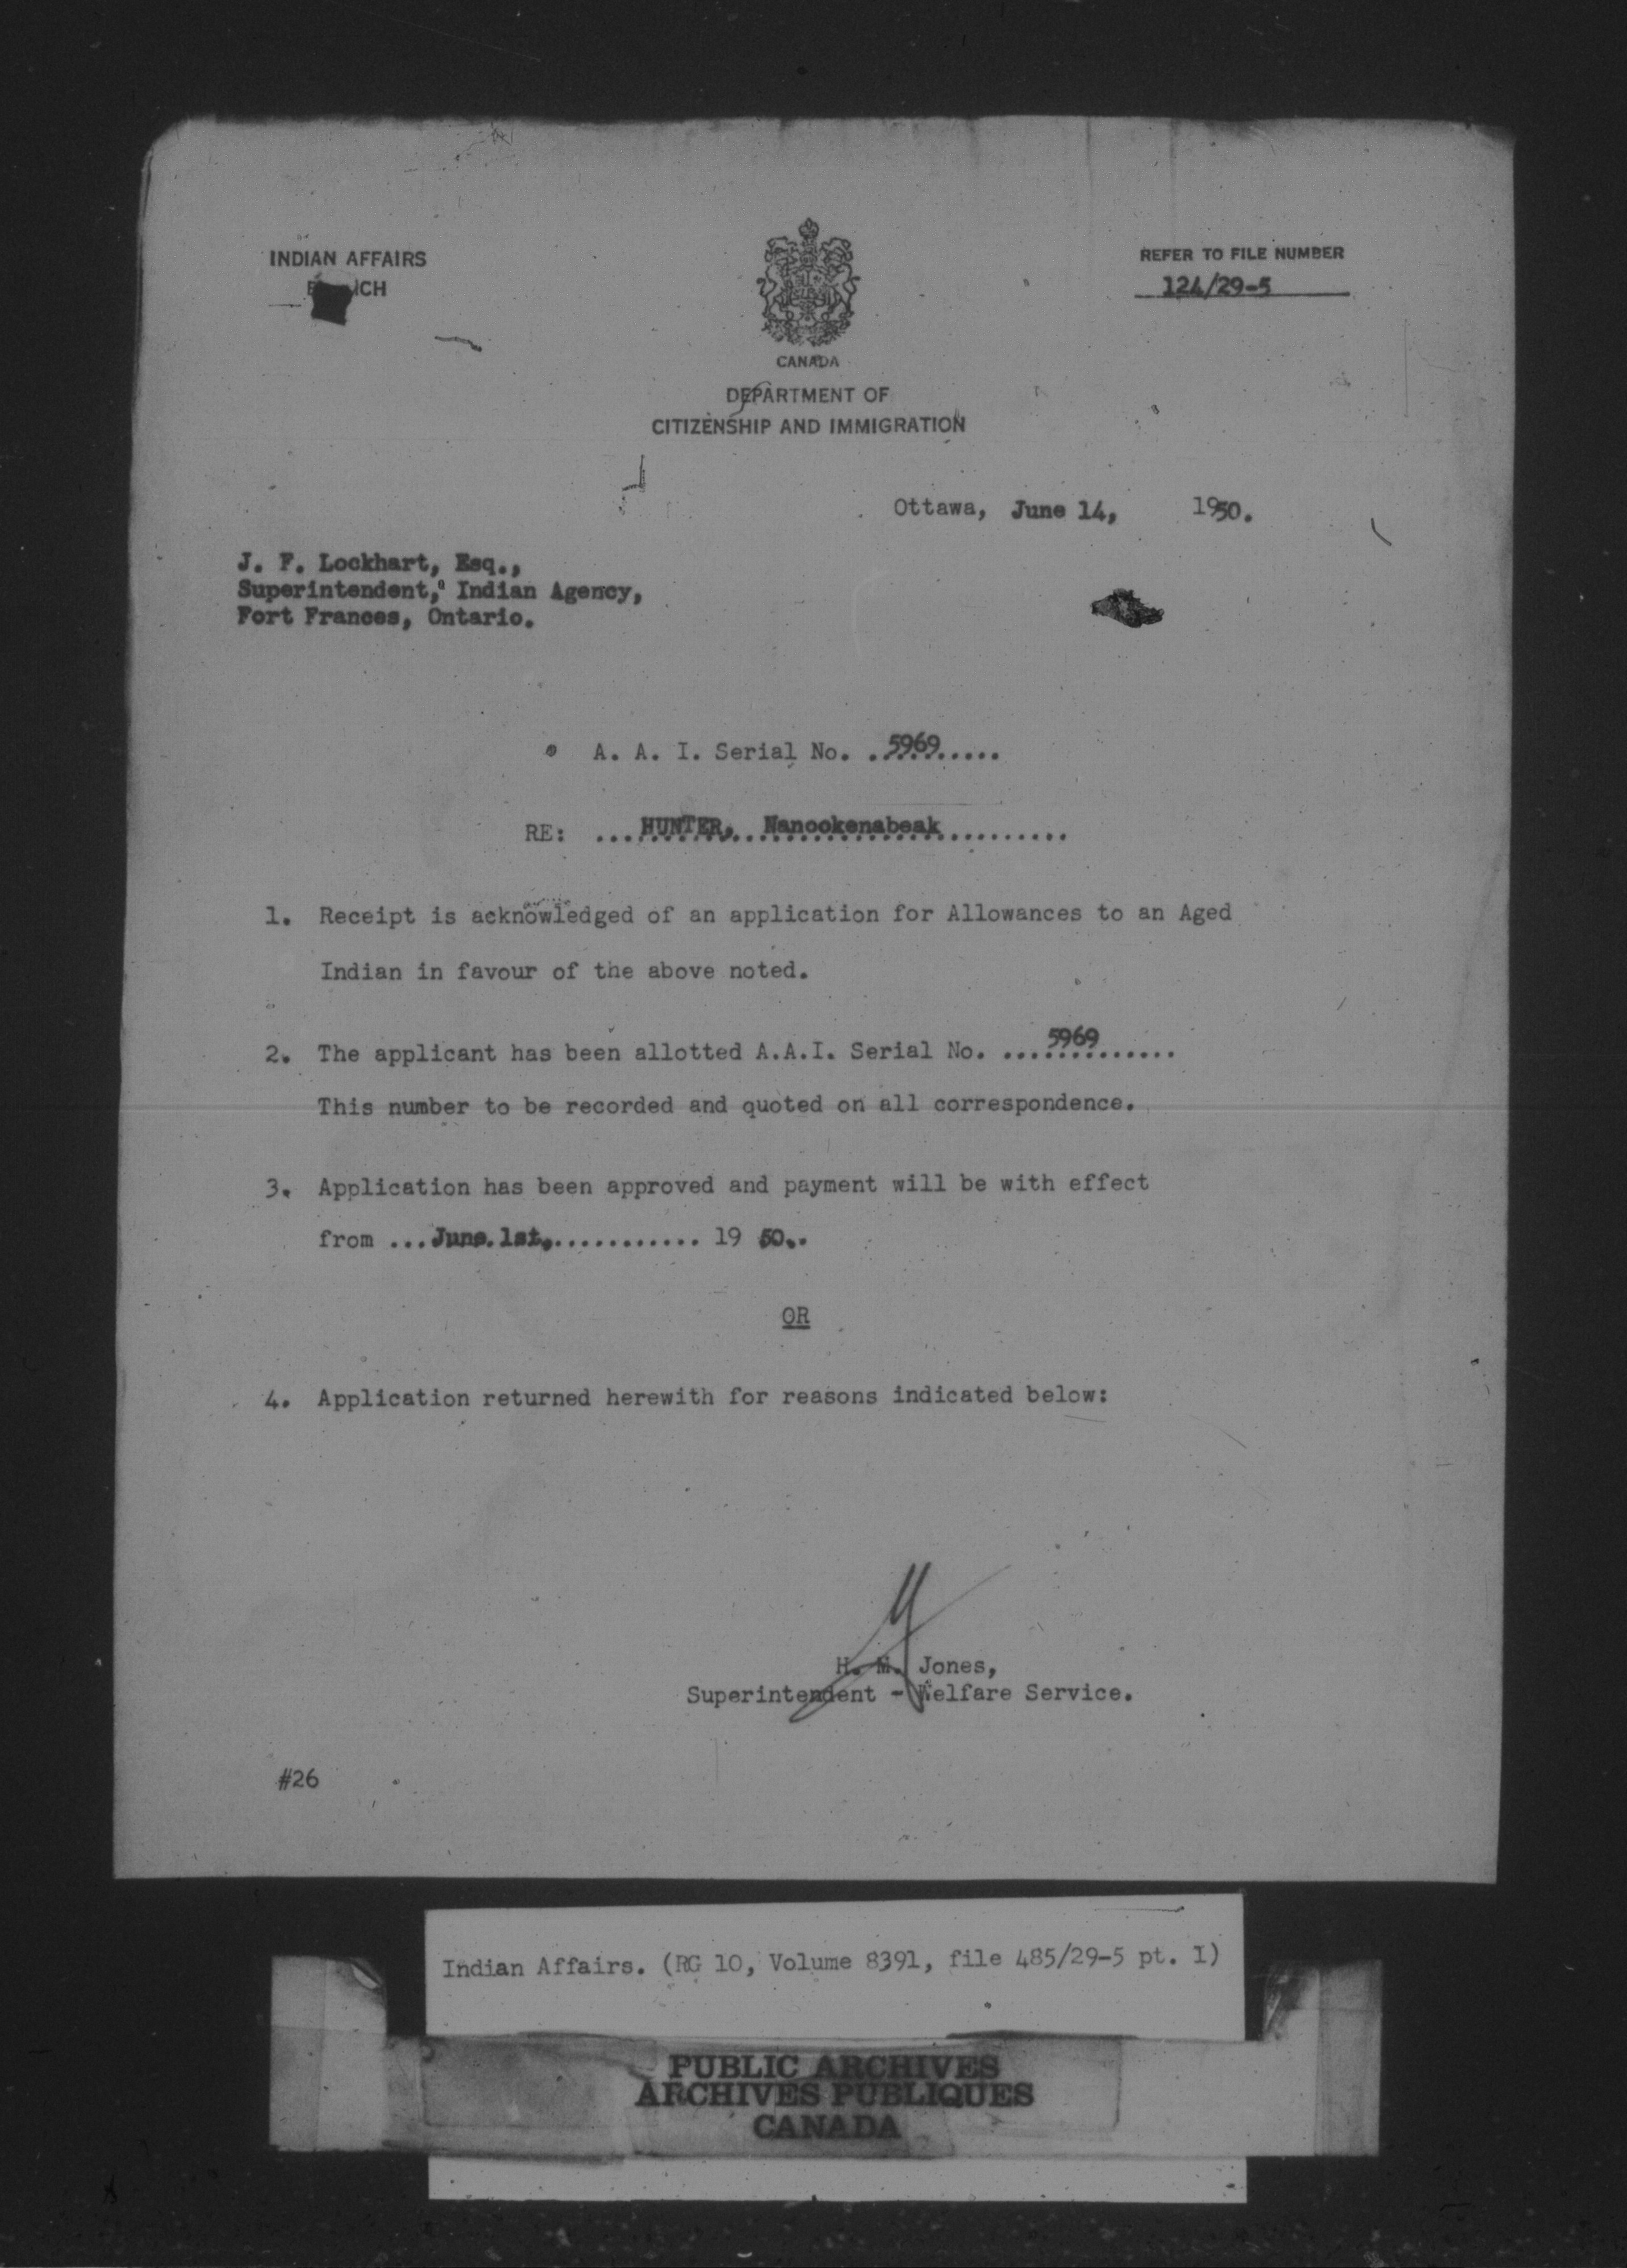 INDIAN AFFAIRS
REFER TO FILE NUMBER
BRANCH
124/29-5
CANADA
DEPARTMENT OF
CITIZENSHIP AND IMMIGRATION
Ottawa, June 14, 1950.
J. F. Lockhart, Esq.,
Superintendent, Indian Agency,
Fort Frances, Ontario.
A. A. I. Serial No. .5969.....
RE: ...HUNTER, Nanookenabeak..........
1. Receipt is acknowledged of an application for Allowances to an Aged
Indian in favour of the above noted.
2. The applicant has been allotted A.A.I. Serial No. ...5969......
This number to be recorded and quoted on all correspondence.
3. Application has been approved and payment will be with effect
from ...June 1st,........... 19 50..
OR
4. Application returned herewith for reasons indicated below:
H. M. Jones,
Superintendent - Welfare Service.
#26
Indian Affairs. (RG 10, Volume 8391, file 485/29-5 pt. 1)
PUBLIC ARCHIVES
ARCHIVES PUBLIQUES
CANADA